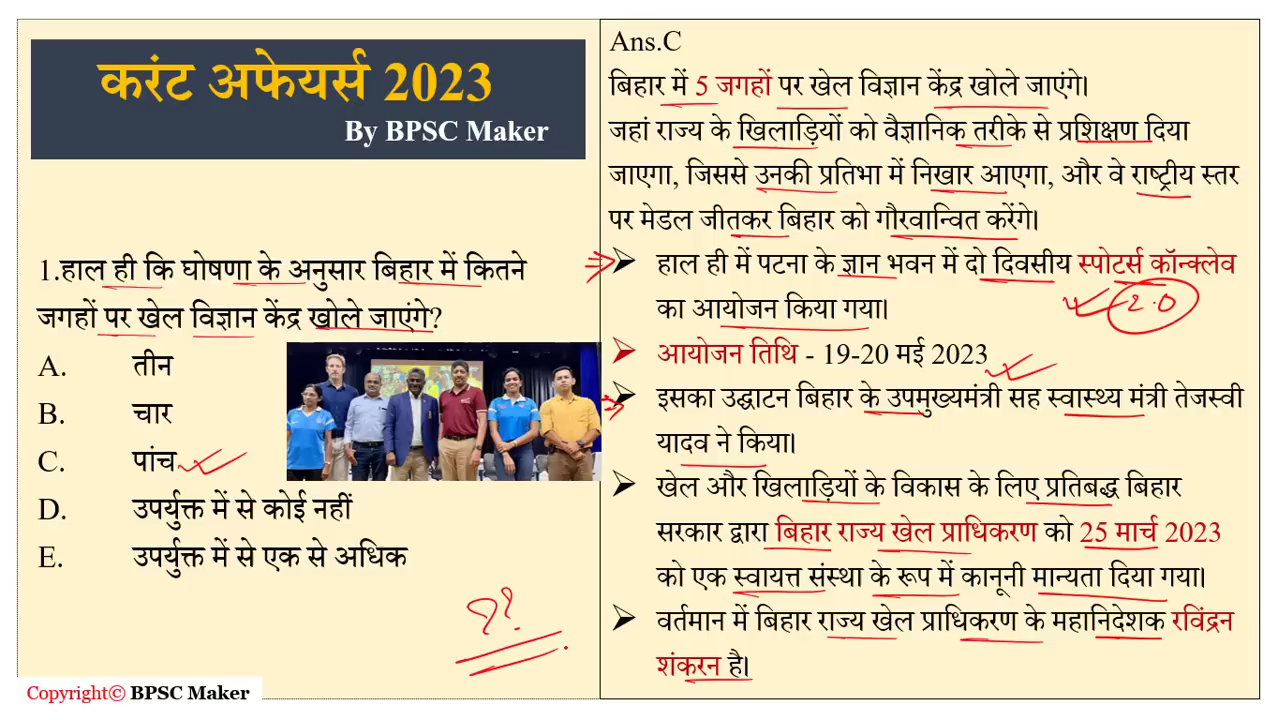 करंट अफेयर्स 2023
By BPSC Maker
1.हाल ही कि घोषणा के अनुसार बिहार में कितने
जगहों पर खेल विज्ञान केंद्र खोले जाएंगे?
A. तीन
B. चार
C. पांच
D. उपर्युक्त में से कोई नहीं
E. उपर्युक्त में से एक से अधिक
??
Copyright© BPSC Maker
Ans.C
बिहार में 5 जगहों पर खेल विज्ञान केंद्र खोले जाएंगे।
जहां राज्य के खिलाड़ियों को वैज्ञानिक तरीके से प्रशिक्षण दिया
जाएगा, जिससे उनकी प्रतिभा में निखार आएगा, और वे राष्ट्रीय स्तर
पर मेडल जीतकर बिहार को गौरवान्वित करेंगे।
हाल ही में पटना के ज्ञान भवन में दो दिवसीय स्पोटर्स कॉन्क्लेव
का आयोजन किया गया।
2.0
आयोजन तिथि - 19-20 मई 2023
इसका उद्घाटन बिहार के उपमुख्यमंत्री सह स्वास्थ्य मंत्री तेजस्वी
यादव ने किया।
खेल और खिलाड़ियों के विकास के लिए प्रतिबद्ध बिहार
सरकार द्वारा बिहार राज्य खेल प्राधिकरण को 25 मार्च 2023
को एक स्वायत्त संस्था के रूप में कानूनी मान्यता दिया गया।
वर्तमान में बिहार राज्य खेल प्राधिकरण के महानिदेशक रविंद्रन
शंकरन है।